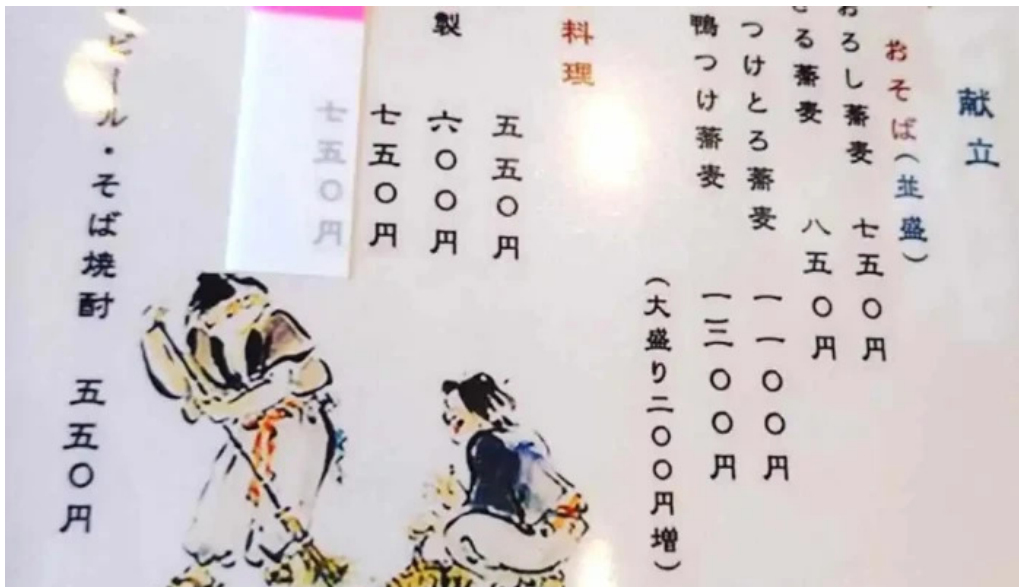 献立
おそば（並盛）
おろし蕎麦 七五〇円
る蕎麦 八五〇円
つけとろ蕎麦 一一〇〇円
鴨つけ蕎麦 一三〇〇円
（大盛り二〇〇円増）
料理
五五〇円
製 六〇〇円
七五〇円
七五〇円
・ビール・そば焼酎 五五〇円